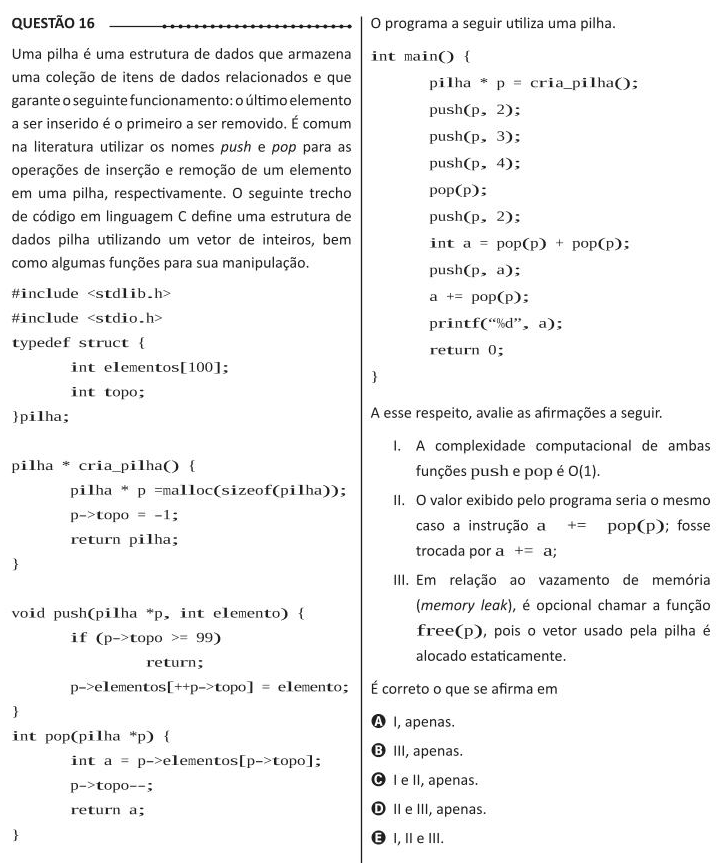 QUESTÃO 16
Uma pilha é uma estrutura de dados que armazena
uma coleção de itens de dados relacionados e que
garante o seguinte funcionamento: o último elemento
a ser inserido é o primeiro a ser removido. É comum
na literatura utilizar os nomes push e pop para as
operações de inserção e remoção de um elemento
em uma pilha, respectivamente. O seguinte trecho
de código em linguagem C define uma estrutura de
dados pilha utilizando um vetor de inteiros, bem
como algumas funções para sua manipulação.
#include <stdlib.h>
#include <stdio.h>
typedef struct {
int elementos[100];
int topo;
}pilha;
pilha * cria_pilha() {
pilha * p =malloc(sizeof(pilha));
p->topo = -1;
return pilha;
}
void push(pilha *p, int elemento) {
if (p->topo >= 99)
return;
p->elementos[++p->topo] = elemento;
}
int pop(pilha *p) {
int a = p->elementos[p->topo];
p->topo--;
return a;
}
O programa a seguir utiliza uma pilha.
int main() {
pilha * p = cria_pilha();
push(p, 2);
push(p, 3);
push(p, 4);
pop(p);
push(p, 2);
int a = pop(p) + pop(p);
push(p, a);
a += pop(p);
printf(“%d”, a);
return 0;
}
A esse respeito, avalie as afirmações a seguir.
I. A complexidade computacional de ambas
funções push e pop é O(1).
II. O valor exibido pelo programa seria o mesmo
caso a instrução a += pop(p); fosse
trocada por a += a;
III. Em relação ao vazamento de memória
(memory leak), é opcional chamar a função
free(p), pois o vetor usado pela pilha é
alocado estaticamente.
É correto o que se afirma em
A I, apenas.
B III, apenas.
C I e II, apenas.
D II e III, apenas.
E I, II e III.